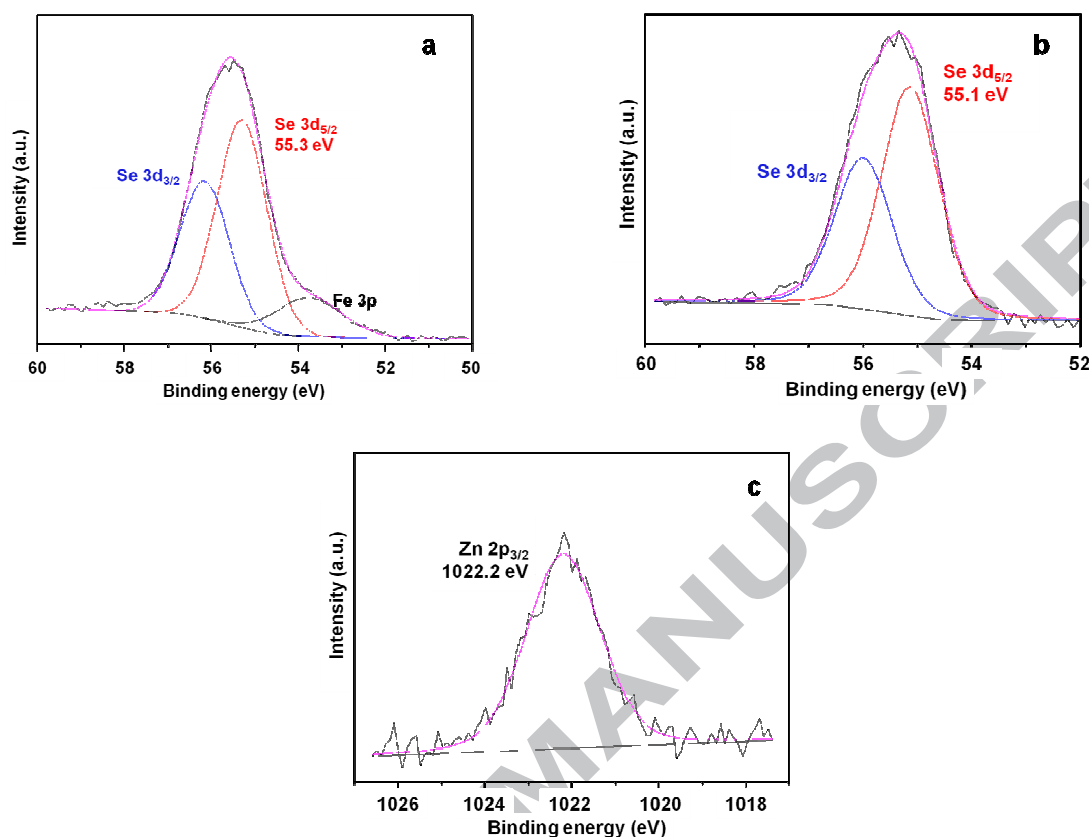 a
Se 3d5/2
55.3 eV
Se 3d3/2
Fe 3p
Intensity (a.u.)
60 58 56 54 52 50
Binding energy (eV)
b
Se 3d5/2
55.1 eV
Se 3d3/2
Intensity (a.u.)
60 58 56 54 52
Binding energy (eV)
c
Zn 2p3/2
1022.2 eV
Intensity (a.u.)
1026 1024 1022 1020 1018
Binding energy (eV)
MANUSCRIP